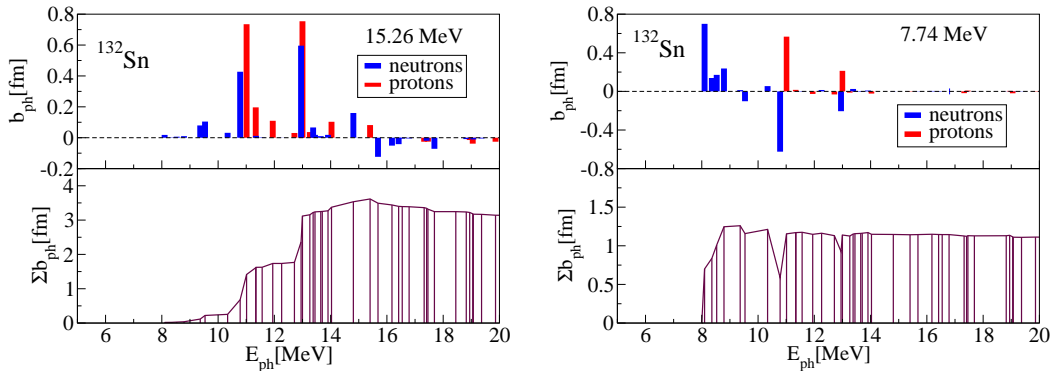 0.8
0.6
0.4
0.2
0
-0.2
b_ph[fm]
^132Sn
15.26 MeV
neutrons
protons
4
3
2
1
0
Σb_ph[fm]
6 8 10 12 14 16 18 20
E_ph[MeV]
0.8
0.4
0
-0.4
-0.8
b_ph[fm]
^132Sn
7.74 MeV
neutrons
protons
1.5
1
0.5
0
Σb_ph[fm]
6 8 10 12 14 16 18 20
E_ph[MeV]